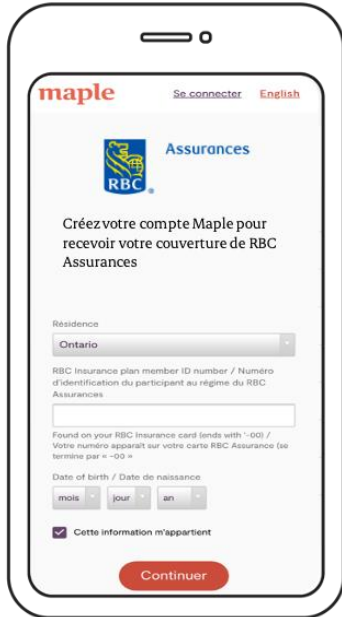 maple Se connecter English
Assurances
RBC
Créez votre compte Maple pour
recevoir votre couverture de RBC
Assurances
Résidence
Ontario
RBC Insurance plan member ID number / Numéro
d'identification du participant au régime du RBC
Assurances
Found on your RBC Insurance card (ends with '-00) /
Votre numéro apparaît sur votre carte RBC Assurance (se
termine par « -00 »
Date of birth / Date de naissance
mois jour an
Cette information m'appartient
Continuer